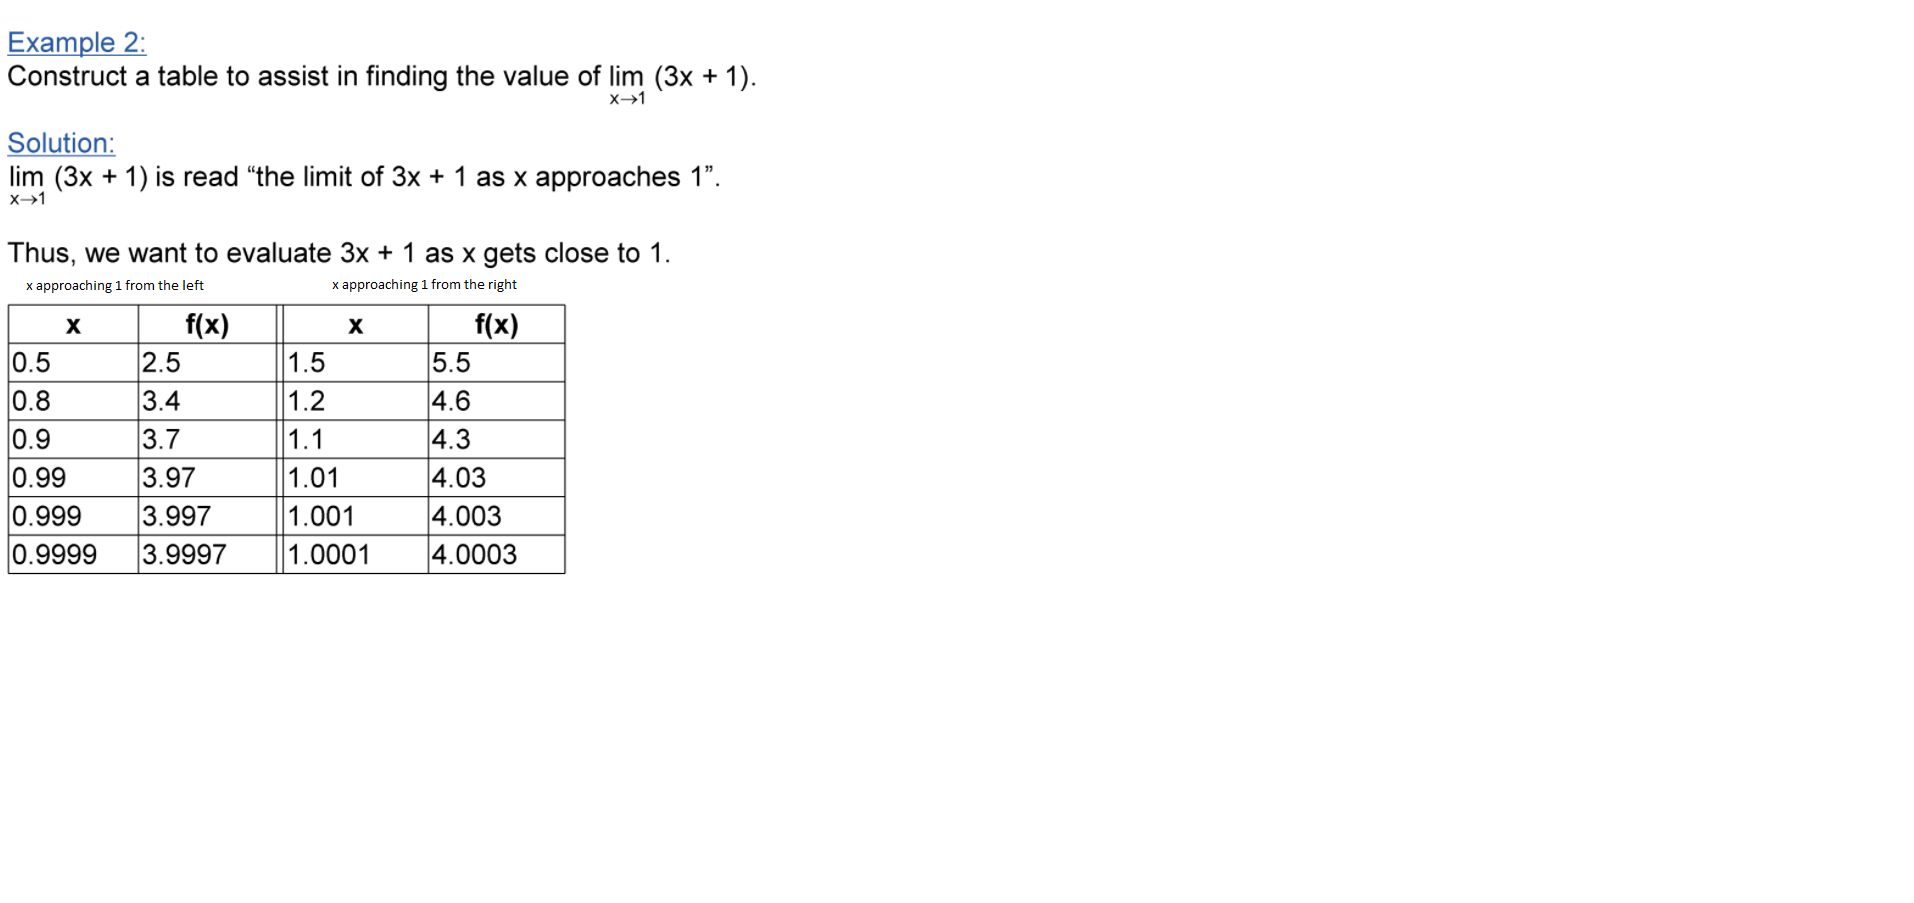 Example 2:
Construct a table to assist in finding the value of lim (3x + 1).
x→1
Solution:
lim (3x + 1) is read “the limit of 3x + 1 as x approaches 1”.
x→1
Thus, we want to evaluate 3x + 1 as x gets close to 1.
x approaching 1 from the left x approaching 1 from the right
x f(x) x f(x)
0.5 2.5 1.5 5.5
0.8 3.4 1.2 4.6
0.9 3.7 1.1 4.3
0.99 3.97 1.01 4.03
0.999 3.997 1.001 4.003
0.9999 3.9997 1.0001 4.0003